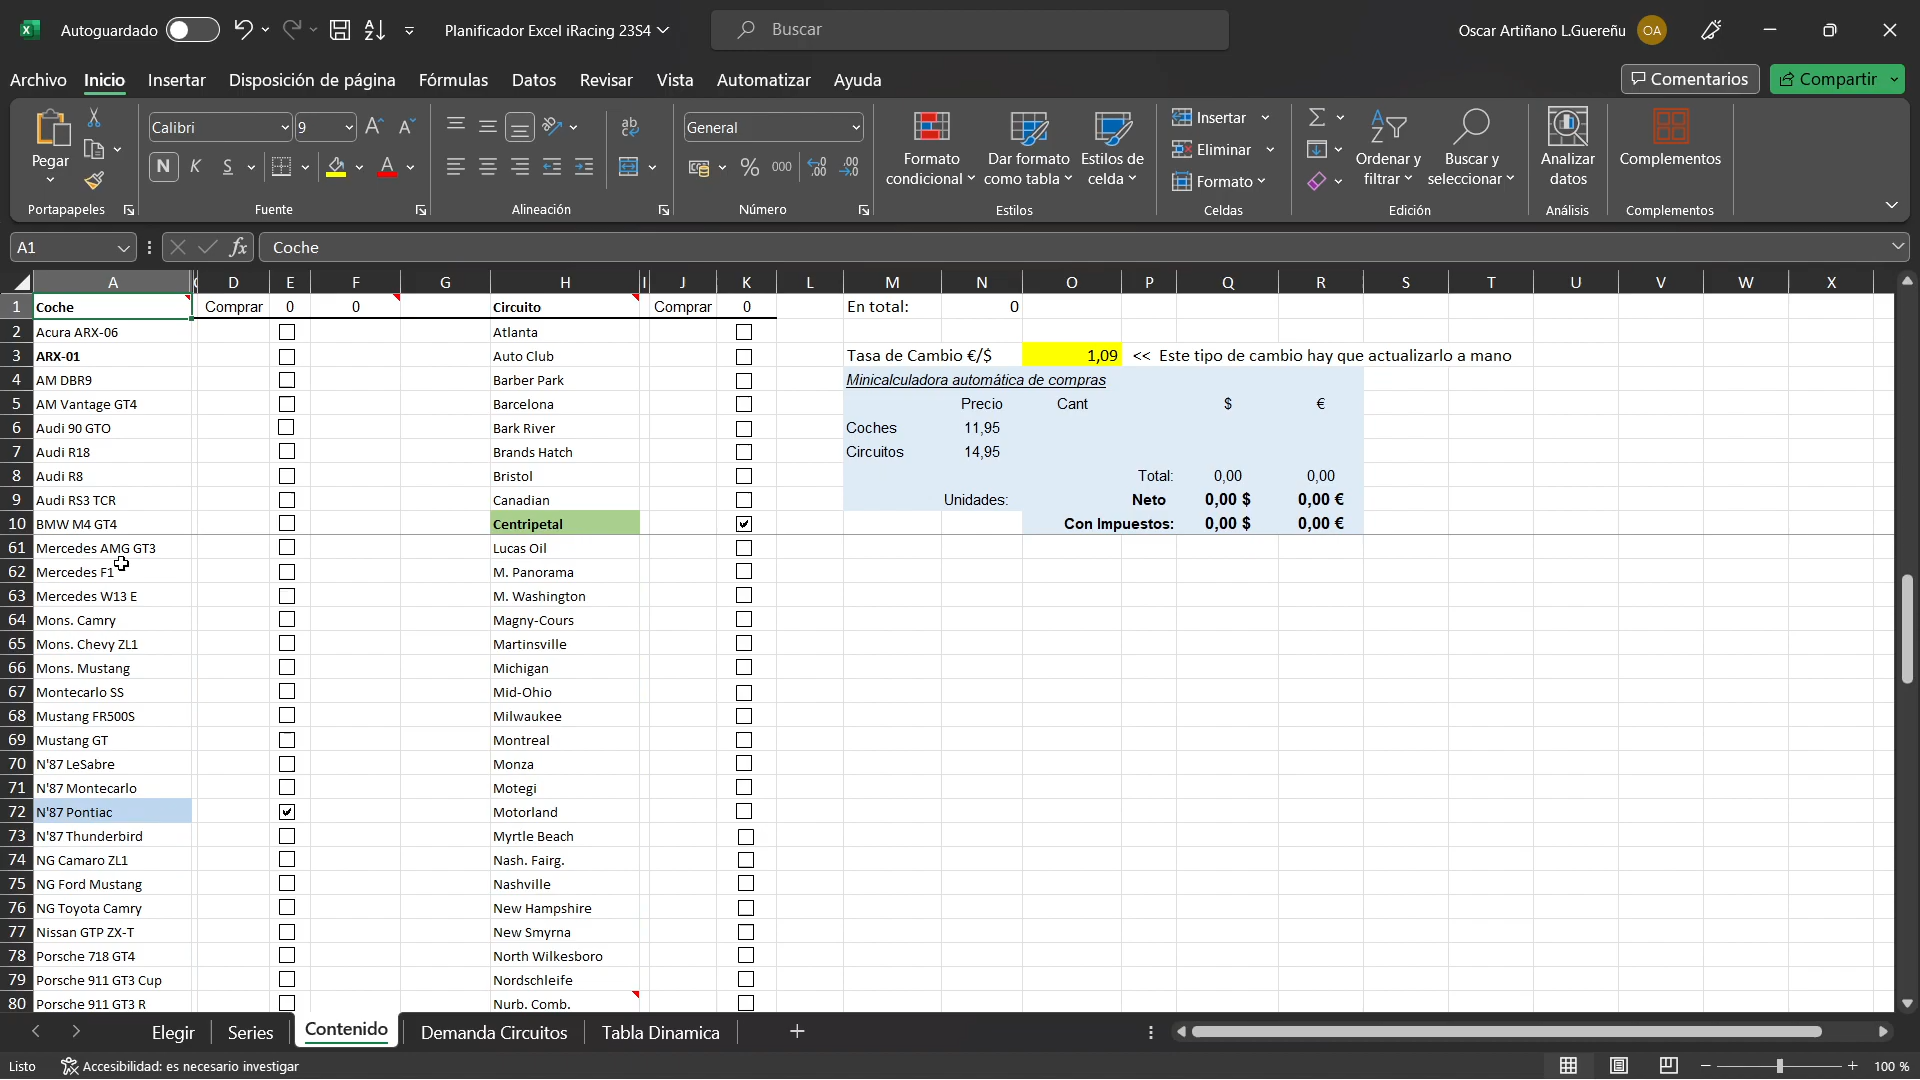 Autoguardado Planificador Excel iRacing 23S4 Buscar Oscar Artiñano L.Guereñu OA
Archivo Inicio Insertar Disposición de página Fórmulas Datos Revisar Vista Automatizar Ayuda Comentarios Compartir
Pegar
Portapapeles
Calibri 9
N K S
Fuente
Alineación
General
% 000
Número
Formato condicional
Dar formato como tabla
Estilos de celda
Estilos
Insertar
Eliminar
Formato
Celdas
Ordenar y filtrar
Buscar y seleccionar
Edición
Analizar datos
Análisis
Complementos
Complementos
A1 fx Coche
A D E F G H I J K L M N O P Q R S T U V W X
1 Coche Comprar 0 0 Circuito Comprar 0 En total: 0
2 Acura ARX-06 Atlanta
3 ARX-01 Auto Club Tasa de Cambio €/$ 1,09 << Este tipo de cambio hay que actualizarlo a mano
4 AM DBR9 Barber Park Minicalculadora automática de compras
5 AM Vantage GT4 Barcelona Precio Cant $ €
6 Audi 90 GTO Bark River Coches 11,95
7 Audi R18 Brands Hatch Circuitos 14,95
8 Audi R8 Bristol Total: 0,00 0,00
9 Audi RS3 TCR Canadian Unidades: Neto 0,00 $ 0,00 €
10 BMW M4 GT4 Centripetal Con Impuestos: 0,00 $ 0,00 €
61 Mercedes AMG GT3 Lucas Oil
62 Mercedes F1 M. Panorama
63 Mercedes W13 E M. Washington
64 Mons. Camry Magny-Cours
65 Mons. Chevy ZL1 Martinsville
66 Mons. Mustang Michigan
67 Montecarlo SS Mid-Ohio
68 Mustang FR500S Milwaukee
69 Mustang GT Montreal
70 N'87 LeSabre Monza
71 N'87 Montecarlo Motegi
72 N'87 Pontiac Motorland
73 N'87 Thunderbird Myrtle Beach
74 NG Camaro ZL1 Nash. Fairg.
75 NG Ford Mustang Nashville
76 NG Toyota Camry New Hampshire
77 Nissan GTP ZX-T New Smyrna
78 Porsche 718 GT4 North Wilkesboro
79 Porsche 911 GT3 Cup Nordschleife
80 Porsche 911 GT3 R Nurb. Comb.
Elegir Series Contenido Demanda Circuitos Tabla Dinamica
Listo Accesibilidad: es necesario investigar 100 %